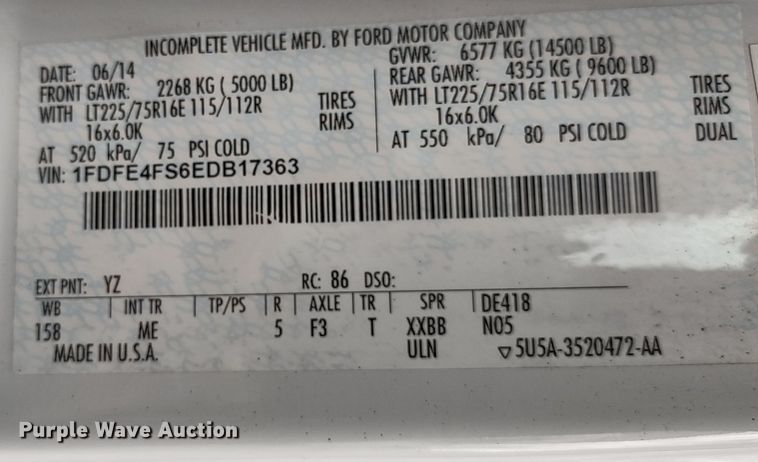 INCOMPLETE VEHICLE MFD. BY FORD MOTOR COMPANY
DATE: 06/14 GVWR: 6577 KG (14500 LB)
FRONT GAWR: 2268 KG ( 5000 LB) REAR GAWR: 4355 KG ( 9600 LB)
WITH LT225/75R16E 115/112R TIRES WITH LT225/75R16E 115/112R TIRES
16x6.0K RIMS 16x6.0K RIMS
AT 520 kPa/ 75 PSI COLD AT 550 kPa/ 80 PSI COLD DUAL
VIN: 1FDFE4FS6EDB17363
EXT PNT: YZ RC: 86 DSO:
WB INT TR TP/PS R AXLE TR SPR DE418
158 ME 5 F3 T XXBB N05
MADE IN U.S.A. ULN ▽5U5A-3520472-AA
Purple Wave Auction